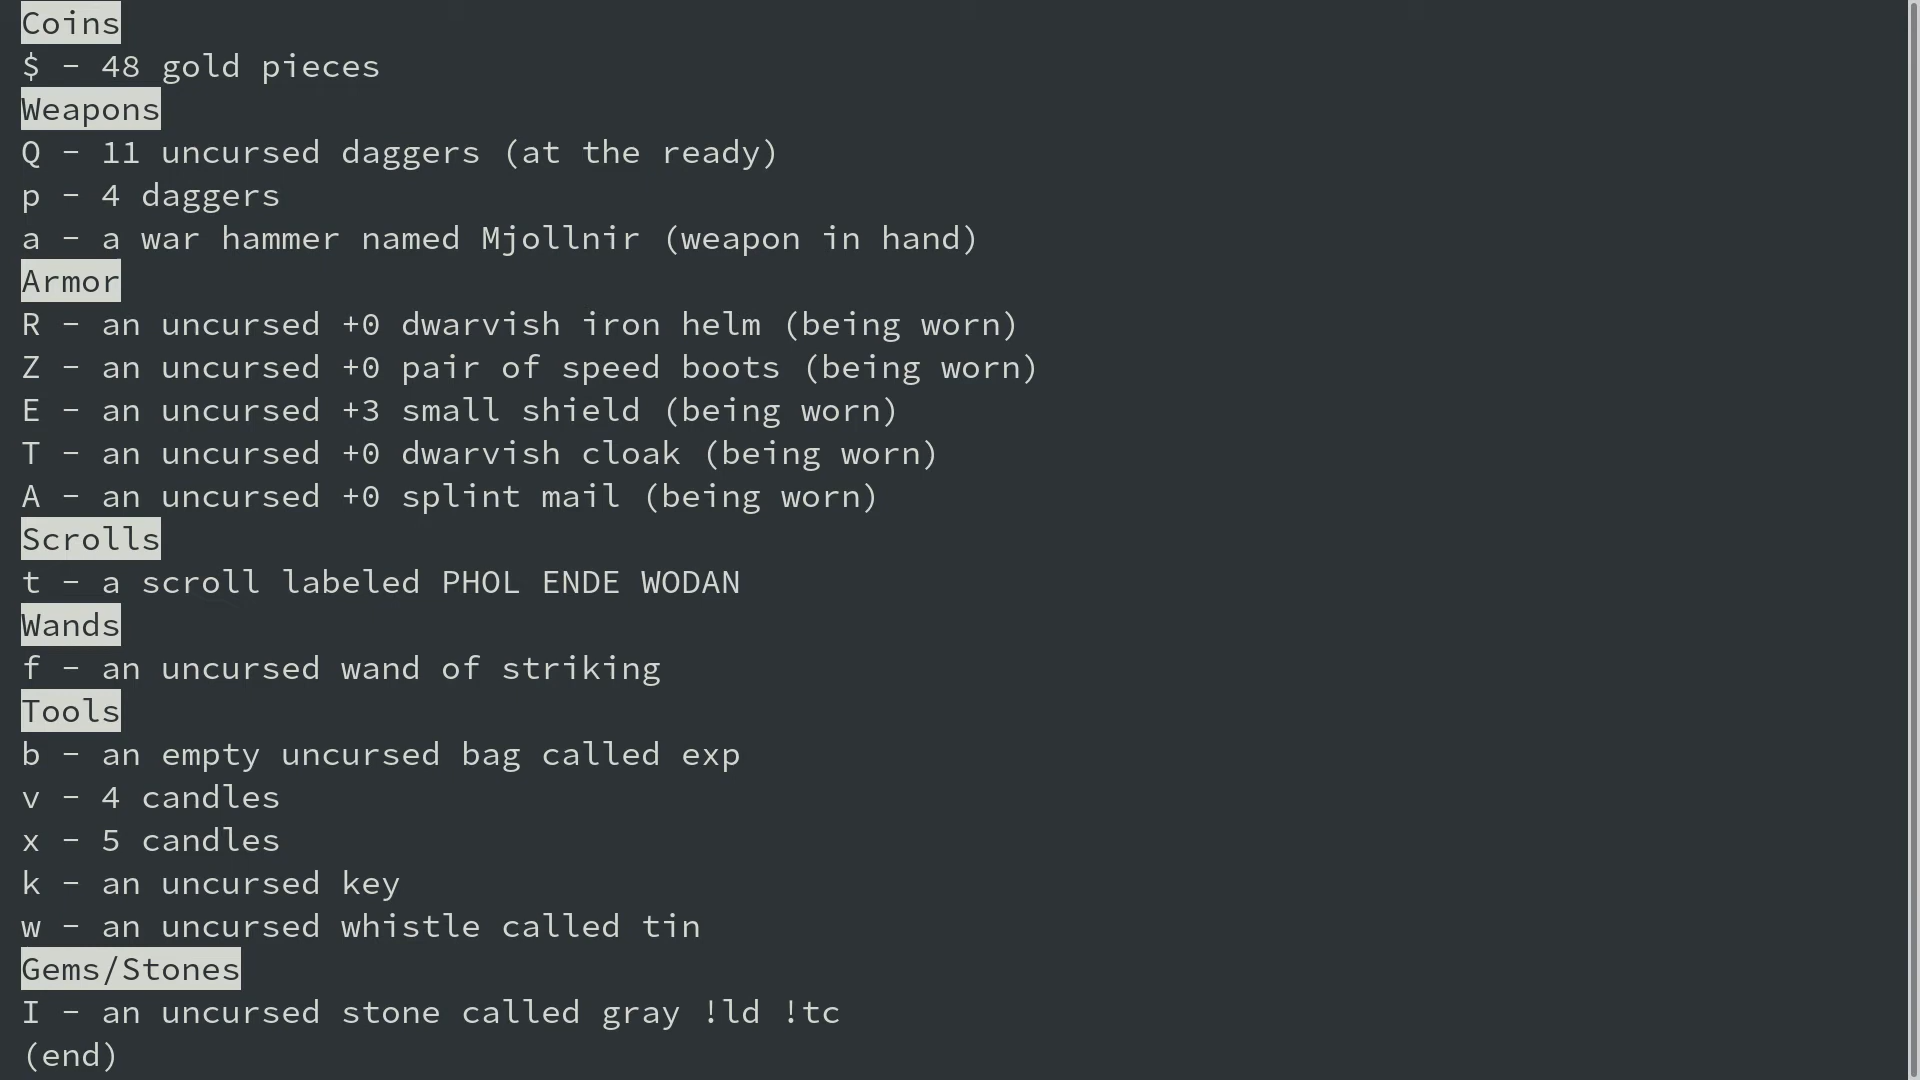 Coins
$ - 48 gold pieces
Weapons
Q - 11 uncursed daggers (at the ready)
p - 4 daggers
a - a war hammer named Mjollnir (weapon in hand)
Armor
R - an uncursed +0 dwarvish iron helm (being worn)
Z - an uncursed +0 pair of speed boots (being worn)
E - an uncursed +3 small shield (being worn)
T - an uncursed +0 dwarvish cloak (being worn)
A - an uncursed +0 splint mail (being worn)
Scrolls
t - a scroll labeled PHOL ENDE WODAN
Wands
f - an uncursed wand of striking
Tools
b - an empty uncursed bag called exp
v - 4 candles
x - 5 candles
k - an uncursed key
w - an uncursed whistle called tin
Gems/Stones
I - an uncursed stone called gray !ld !tc
(end)